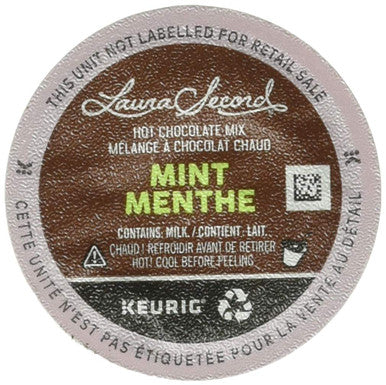 THIS UNIT NOT LABELLED FOR RETAIL SALE
Laura Secord
HOT CHOCOLATE MIX
MÉLANGE À CHOCOLAT CHAUD
MINT
MENTHE
CONTAINS: MILK. / CONTIENT: LAIT.
CHAUD! REFROIDIR AVANT DE RETIRER
HOT! COOL BEFORE PEELING
KEURIG®
CETTE UNITÉ N'EST PAS ÉTIQUETÉE POUR LA VENTE AU DÉTAIL